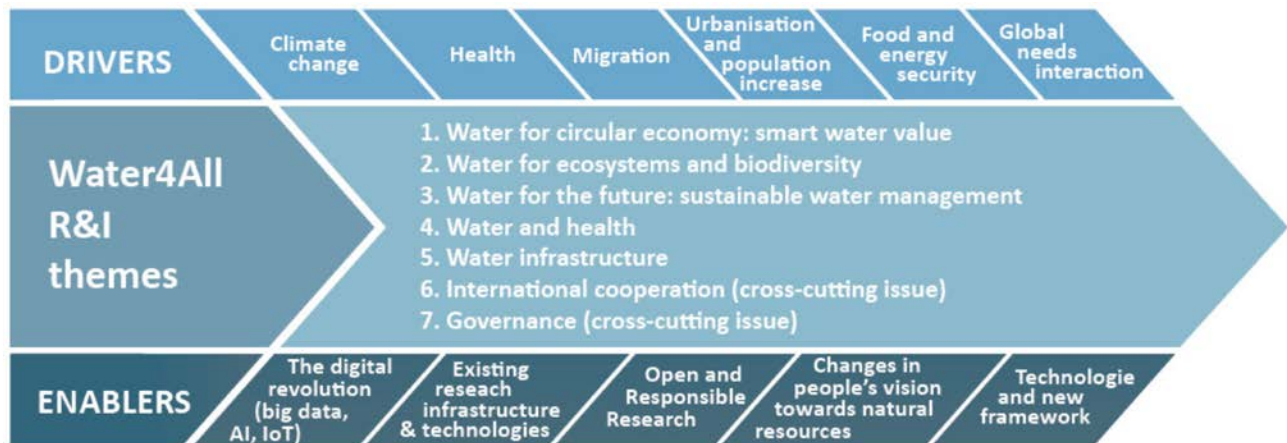 DRIVERS
Climate
change
Health
Migration
Urbanisation
and
population
increase
Food and
energy
security
Global
needs
interaction
Water4All
R&I
themes
1. Water for circular economy: smart water value
2. Water for ecosystems and biodiversity
3. Water for the future: sustainable water management
4. Water and health
5. Water infrastructure
6. International cooperation (cross-cutting issue)
7. Governance (cross-cutting issue)
ENABLERS
The digital
revolution
(big data,
AI, IoT)
Existing
reseach
infrastructure
& technologies
Open and
Responsible
Research
Changes in
people’s vision
towards natural
resources
Technologie
and new
framework